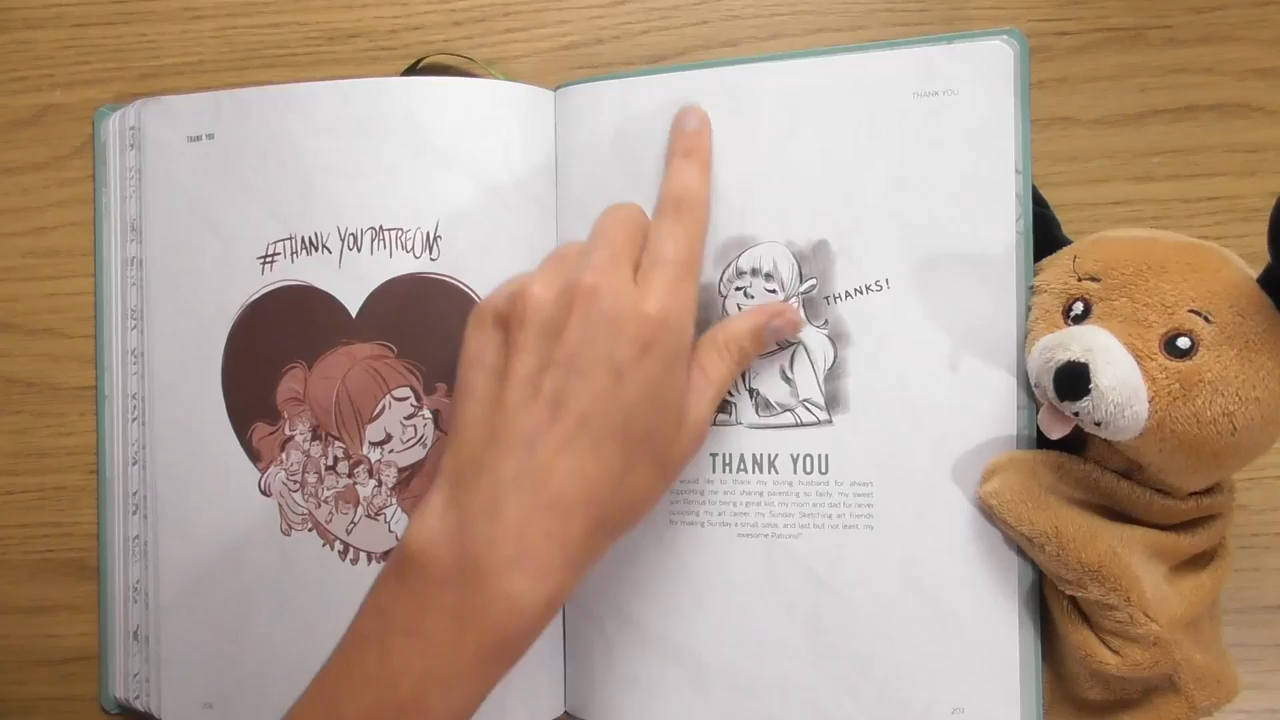 THANK YOU
#THANK YOU PATREONS
THANK YOU
THANKS!
THANK YOU
would like to thank my loving husband for always
supporting me and sharing parenting so fairly, my sweet
son Remus for being a great kid, my mom and dad for never
opposing my art career, my Sunday Sketching art friends
for making Sunday a small oasis, and last but not least, my
awesome Patrons!"
203